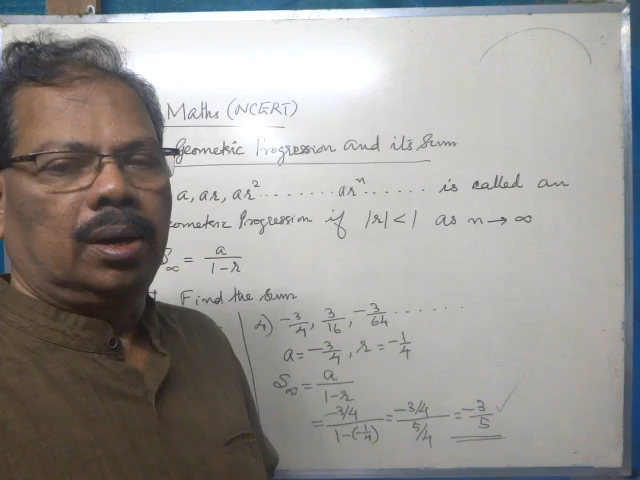 Maths (NCERT)
Geometric Progression and its Sum
a, ar, ar² ........ arⁿ ..... is called an
eometric Progression if |r| < 1 as n → ∞
S∞ = a/1-r
Find the sum
4) -3/4, 3/16, -3/64 .......
a = -3/4, r = -1/4
S∞ = a/1-r
= -3/4/1-(-1/4) = -3/4/5/4 = -3/5 ✓